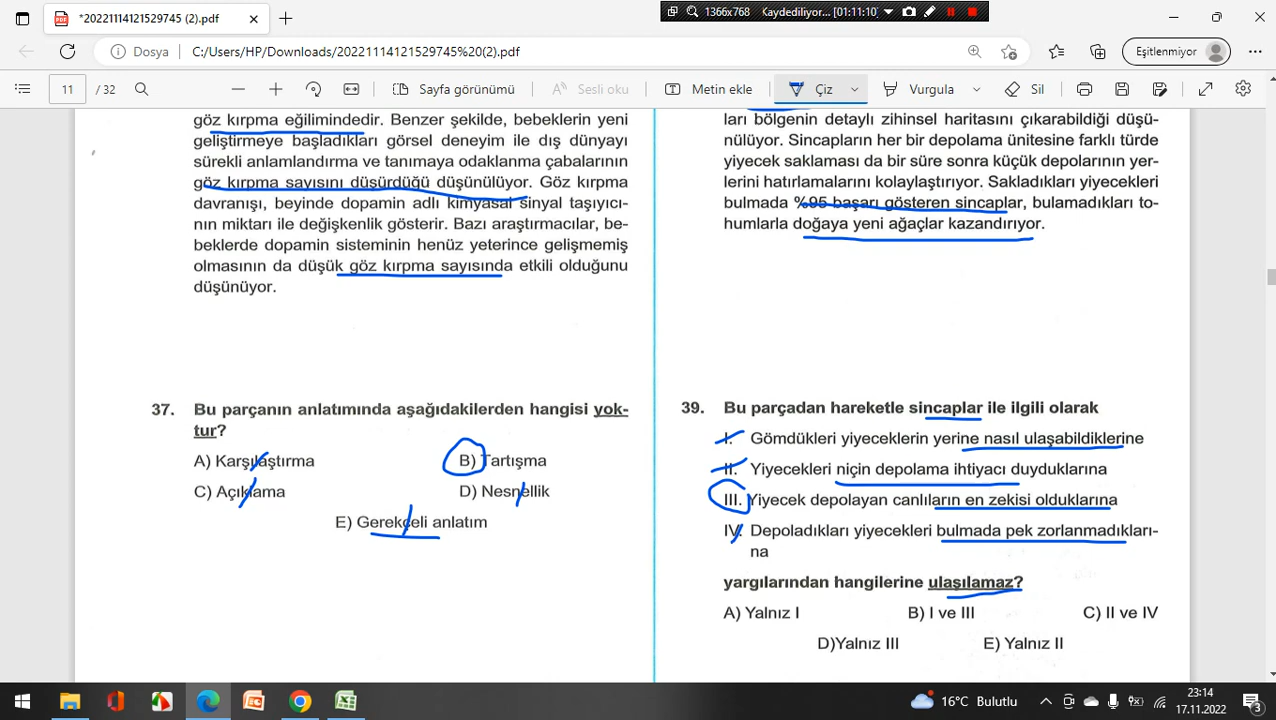 *20221114121529745 (2).pdf
1366x768 Kaydediliyor... [01:11:10]
Dosya C:/Users/HP/Downloads/20221114121529745%20(2).pdf
Eşitlenmiyor
11 / 32 Sayfa görünümü Sesli oku Metin ekle Çiz Vurgula Sil
göz kırpma eğilimindedir. Benzer şekilde, bebeklerin yeni
geliştirmeye başladıkları görsel deneyim ile dış dünyayı
sürekli anlamlandırma ve tanımaya odaklanma çabalarının
göz kırpma sayısını düşürdüğü düşünülüyor. Göz kırpma
davranışı, beyinde dopamin adlı kimyasal sinyal taşıyıcı-
nın miktarı ile değişkenlik gösterir. Bazı araştırmacılar, be-
beklerde dopamin sisteminin henüz yeterince gelişmemiş
olmasının da düşük göz kırpma sayısında etkili olduğunu
düşünüyor.
37. Bu parçanın anlatımında aşağıdakilerden hangisi yok-
tur?
A) Karşılaştırma B) Tartışma
C) Açıklama D) Nesnellik
E) Gerekçeli anlatım
ları bölgenin detaylı zihinsel haritasını çıkarabildiği düşü-
nülüyor. Sincapların her bir depolama ünitesine farklı türde
yiyecek saklaması da bir süre sonra küçük depolarının yer-
lerini hatırlamalarını kolaylaştırıyor. Sakladıkları yiyecekleri
bulmada %95 başarı gösteren sincaplar, bulamadıkları to-
humlarla doğaya yeni ağaçlar kazandırıyor.
39. Bu parçadan hareketle sincaplar ile ilgili olarak
I. Gömdükleri yiyeceklerin yerine nasıl ulaşabildiklerine
II. Yiyecekleri niçin depolama ihtiyacı duyduklarına
III. Yiyecek depolayan canlıların en zekisi olduklarına
IV. Depoladıkları yiyecekleri bulmada pek zorlanmadıkları-
na
yargılarından hangilerine ulaşılamaz?
A) Yalnız I B) I ve III C) II ve IV
D)Yalnız III E) Yalnız II
16°C Bulutlu
23:14
17.11.2022
3